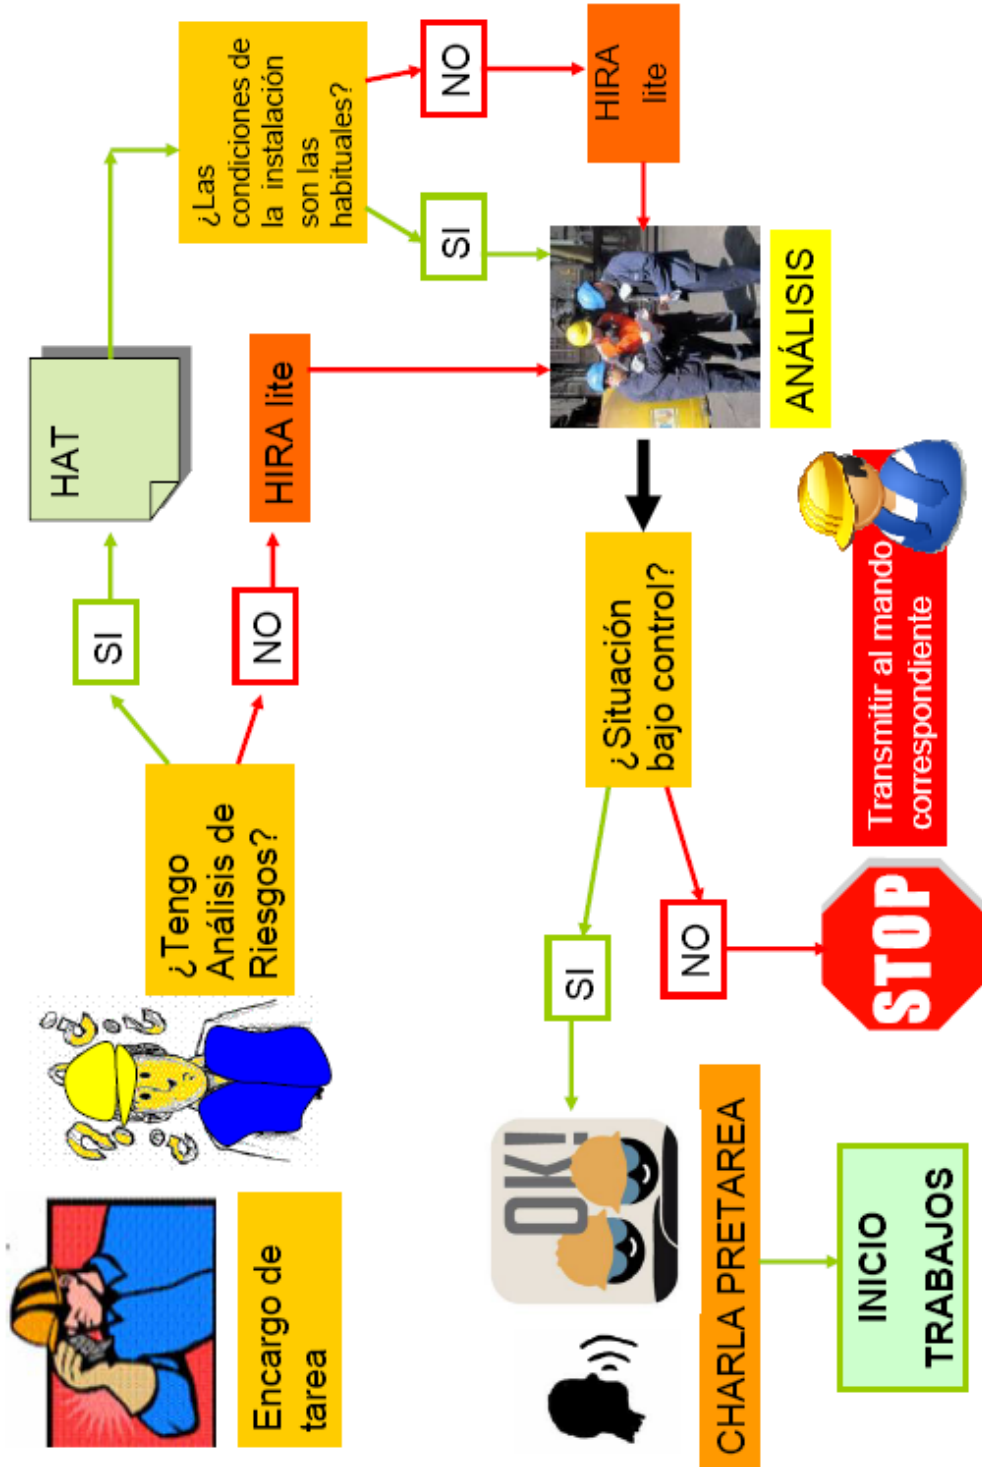 Encargo de
tarea
¿Tengo
Análisis de
Riesgos?
SI
NO
HAT
HIRA lite
¿Las
condiciones de
la instalación
son las
habituales?
SI
NO
HIRA
lite
ANÁLISIS
¿Situación
bajo control?
SI
NO
OK!
CHARLA PRETAREA
INICIO
TRABAJOS
STOP
Transmitir al mando
correspondiente